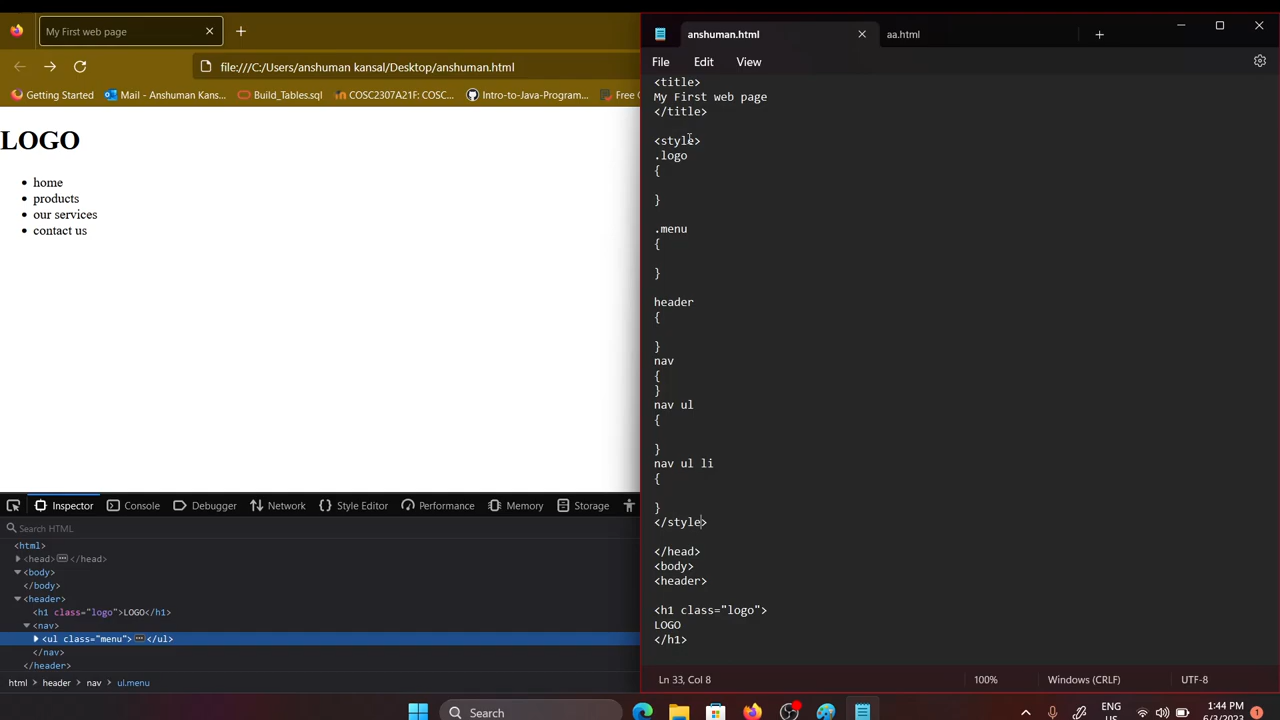 My First web page
file:///C:/Users/anshuman kansal/Desktop/anshuman.html
Getting Started
Mail - Anshuman Kans...
Build_Tables.sql
COSC2307A21F: COSC...
Intro-to-Java-Program...
Free
LOGO
home
products
our services
contact us
Inspector
Console
Debugger
Network
Style Editor
Performance
Memory
Storage
Search HTML
<html>
<head> </head>
<body>
</body>
<header>
<h1 class="logo">LOGO</h1>
<nav>
<ul class="menu"> </ul>
</nav>
</header>
html
header
nav
ul.menu
anshuman.html
aa.html
File
Edit
View
<title>
My First web page
</title>
<style>
.logo
{
}
.menu
{
}
header
{
}
nav
{
}
nav ul
{
}
nav ul li
{
}
</style>
</head>
<body>
<header>
<h1 class="logo">
LOGO
</h1>
Ln 33, Col 8
100%
Windows (CRLF)
UTF-8
Search
ENG
1:44 PM
1